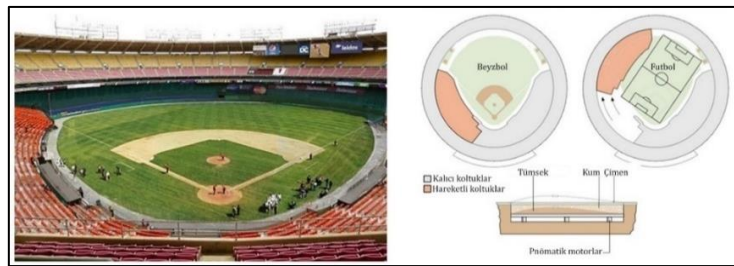 Beyzbol
Futbol
Kalıcı koltuklar
Hareketli koltuklar
Tümsek
Kum
Çimen
Pnömatik motorlar